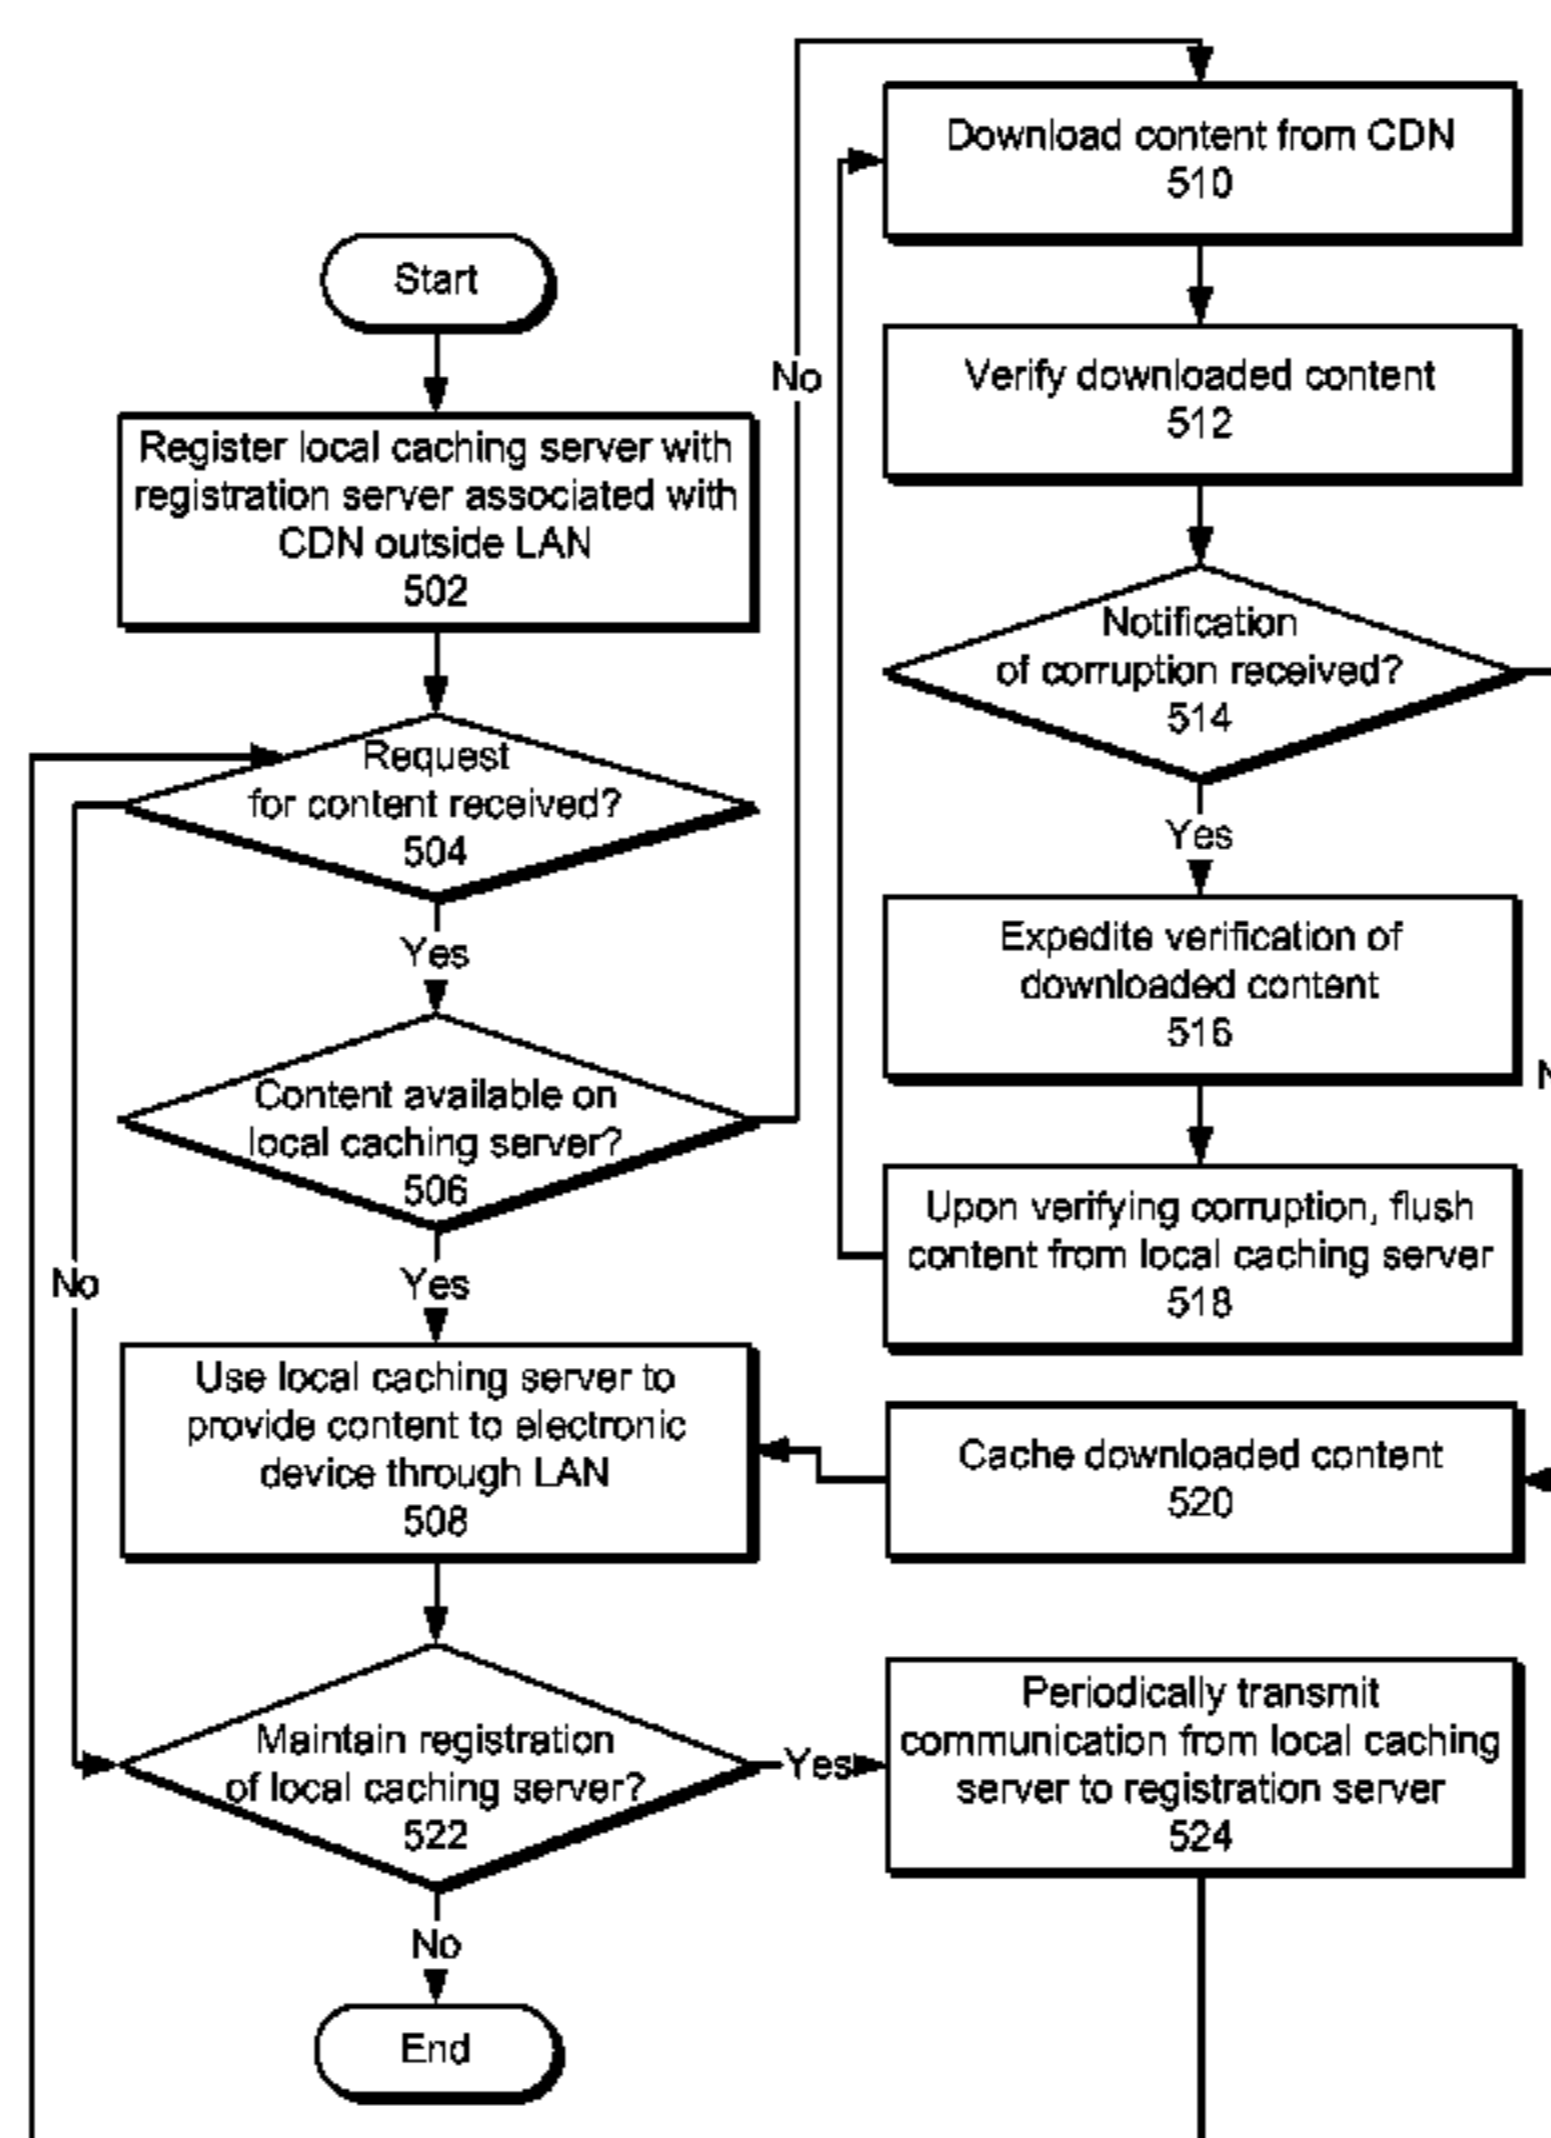 Start
Register local caching server with
registration server associated with
CDN outside LAN
502
Request
for content received?
504
Yes
Content available on
local caching server?
506
Yes
No
Use local caching server to
provide content to electronic
device through LAN
508
Maintain registration
of local caching server?
522
Yes
No
End
No
Download content from CDN
510
Verify downloaded content
512
Notification
of corruption received?
514
Yes
Expedite verification of
downloaded content
516
Upon verifying corruption, flush
content from local caching server
518
Cache downloaded content
520
Periodically transmit
communication from local caching
server to registration server
524